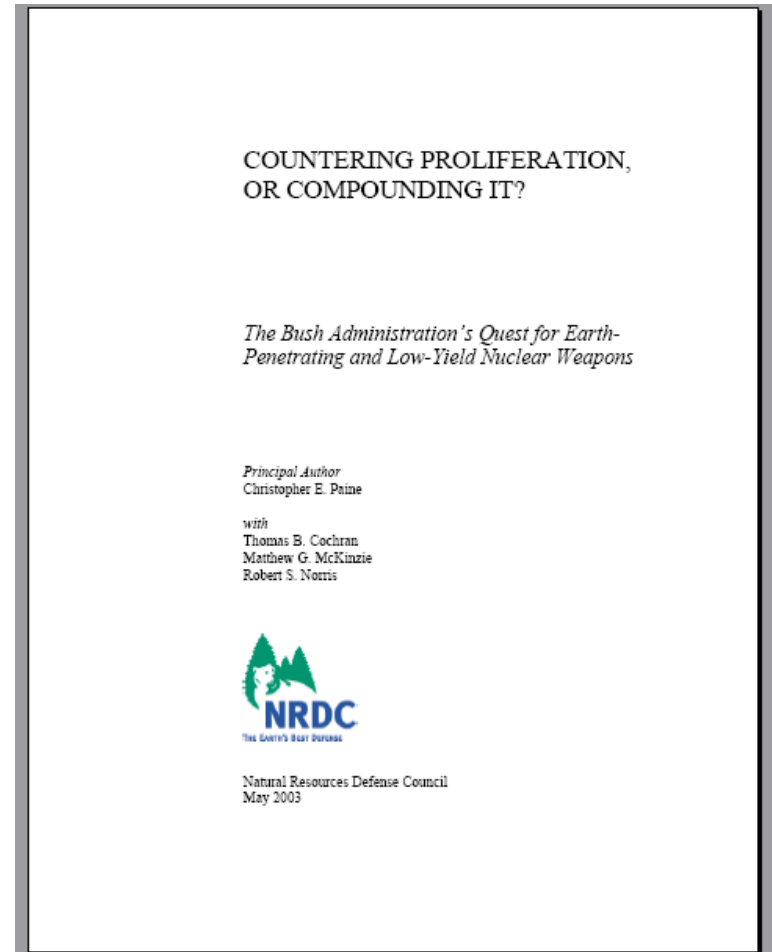 COUNTERING PROLIFERATION,
OR COMPOUNDING IT?
The Bush Administration's Quest for Earth-
Penetrating and Low-Yield Nuclear Weapons
Principal Author
Christopher E. Paine
with
Thomas B. Cochran
Matthew G. McKinzie
Robert S. Norris
NRDC
THE EARTH'S BEST DEFENSE
Natural Resources Defense Council
May 2003